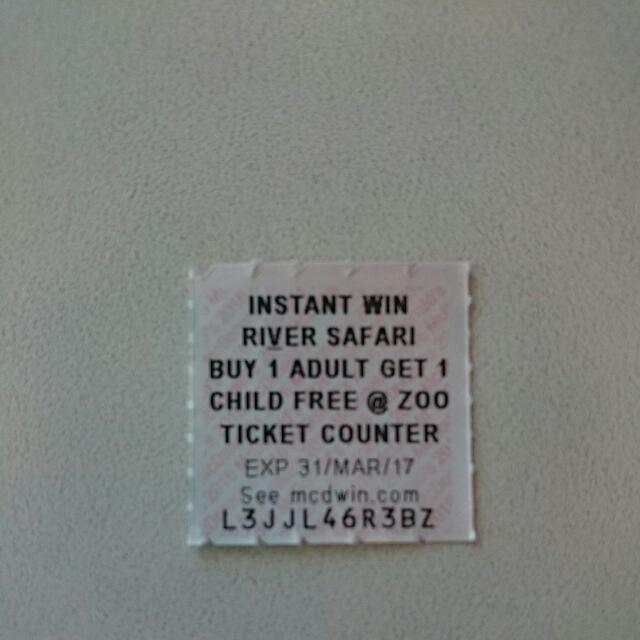 INSTANT WIN
RIVER SAFARI
BUY 1 ADULT GET 1
CHILD FREE @ ZOO
TICKET COUNTER
EXP 31/MAR/17
See mcdwin.com
L3JJL46R3BZ